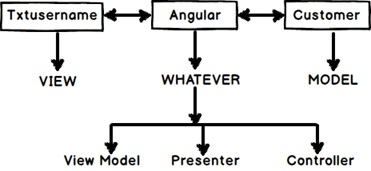 Txtusername Angular Customer
VIEW WHATEVER MODEL
View Model Presenter Controller